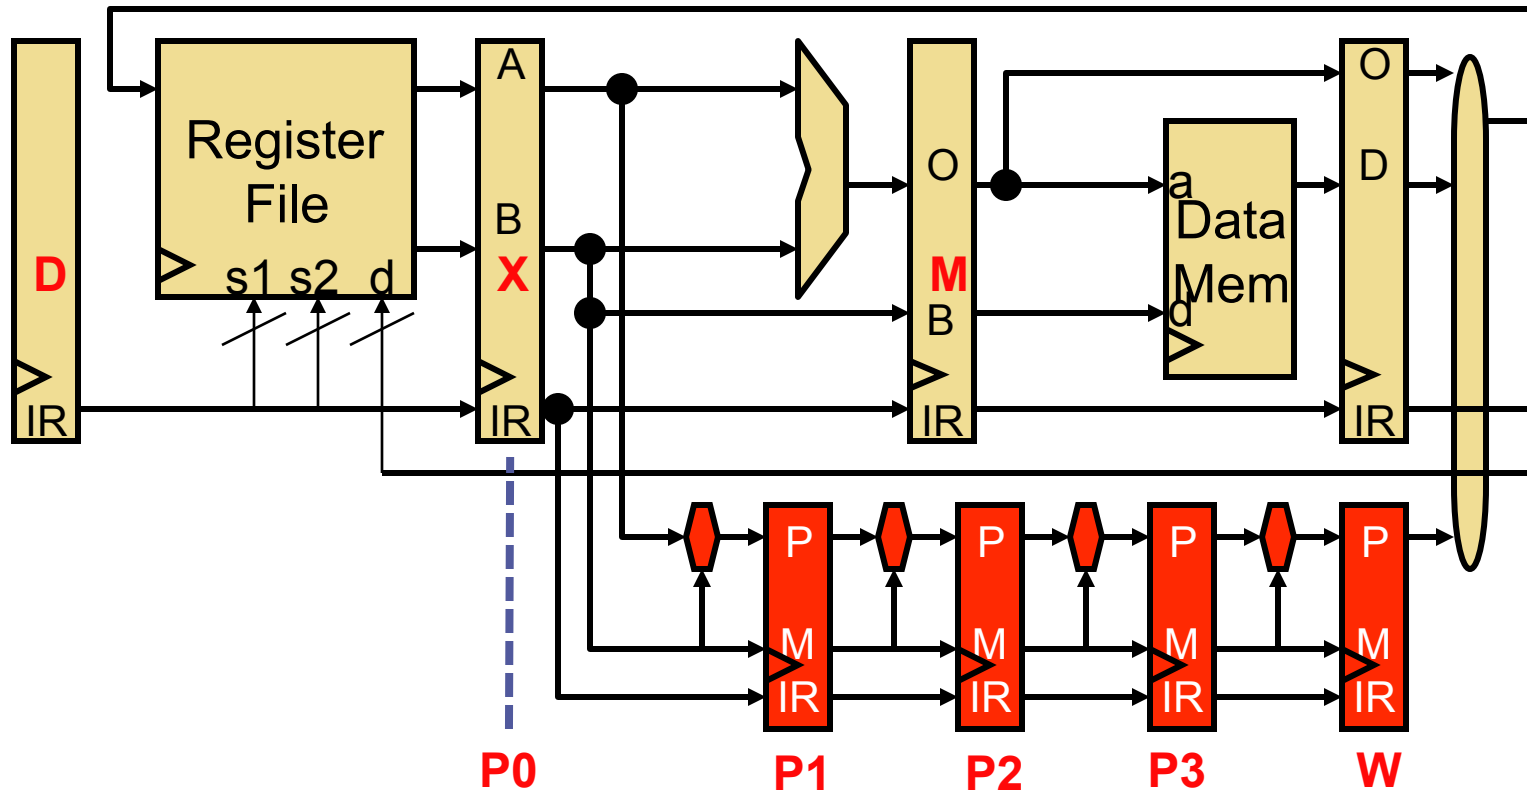 D
IR
Register
File
s1 s2 d
A
B
X
IR
O
M
B
IR
a
Data
Mem
d
O
D
IR
P
M
IR
P
M
IR
P
M
IR
P
M
IR
P0
P1
P2
P3
W